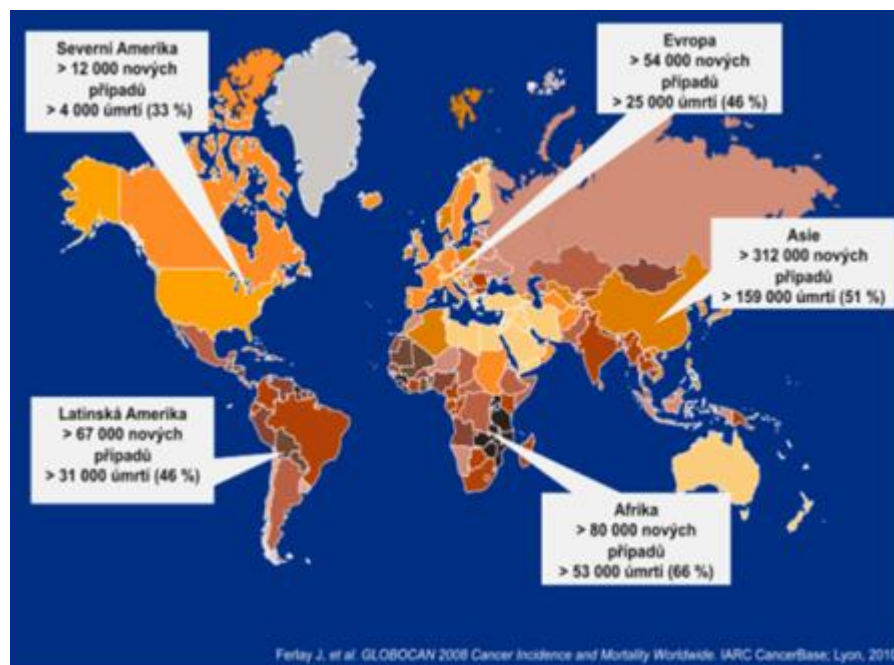 Severní Amerika
> 12 000 nových
případů
> 4 000 úmrtí (33 %)
Evropa
> 54 000 nových
případů
> 25 000 úmrtí (46 %)
Asie
> 312 000 nových
případů
> 159 000 úmrtí (51 %)
Latinská Amerika
> 67 000 nových
případů
> 31 000 úmrtí (46 %)
Afrika
> 80 000 nových
případů
> 53 000 úmrtí (66 %)
Ferlay J, et al. GLOBOCAN 2008 Cancer Incidence and Mortality Worldwide. IARC CancerBase; Lyon,